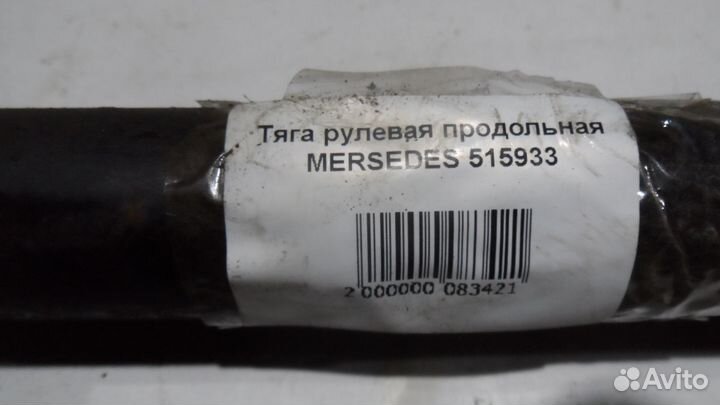 Тяга рулевая продольная
MERSEDES 515933
2 000000 083421
Avito